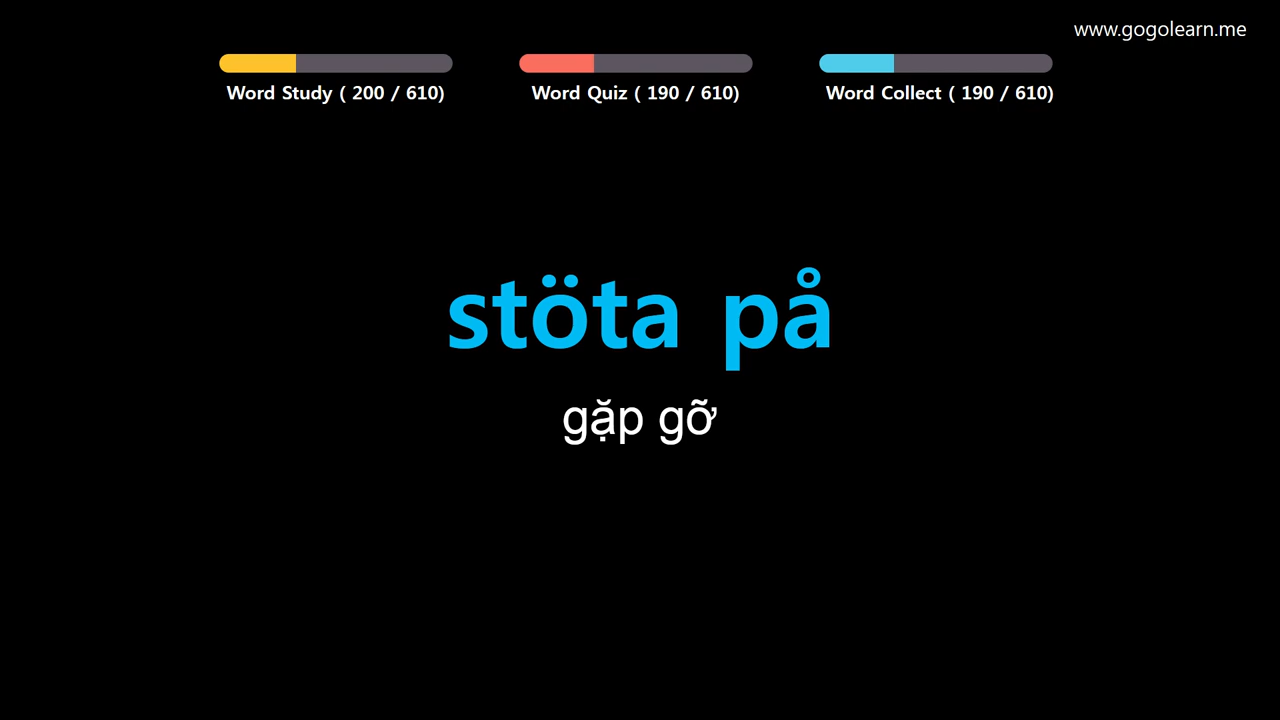 www.gogolearn.me
Word Study ( 200 / 610)
Word Quiz ( 190 / 610)
Word Collect ( 190 / 610)
stöta på
gặp gỡ